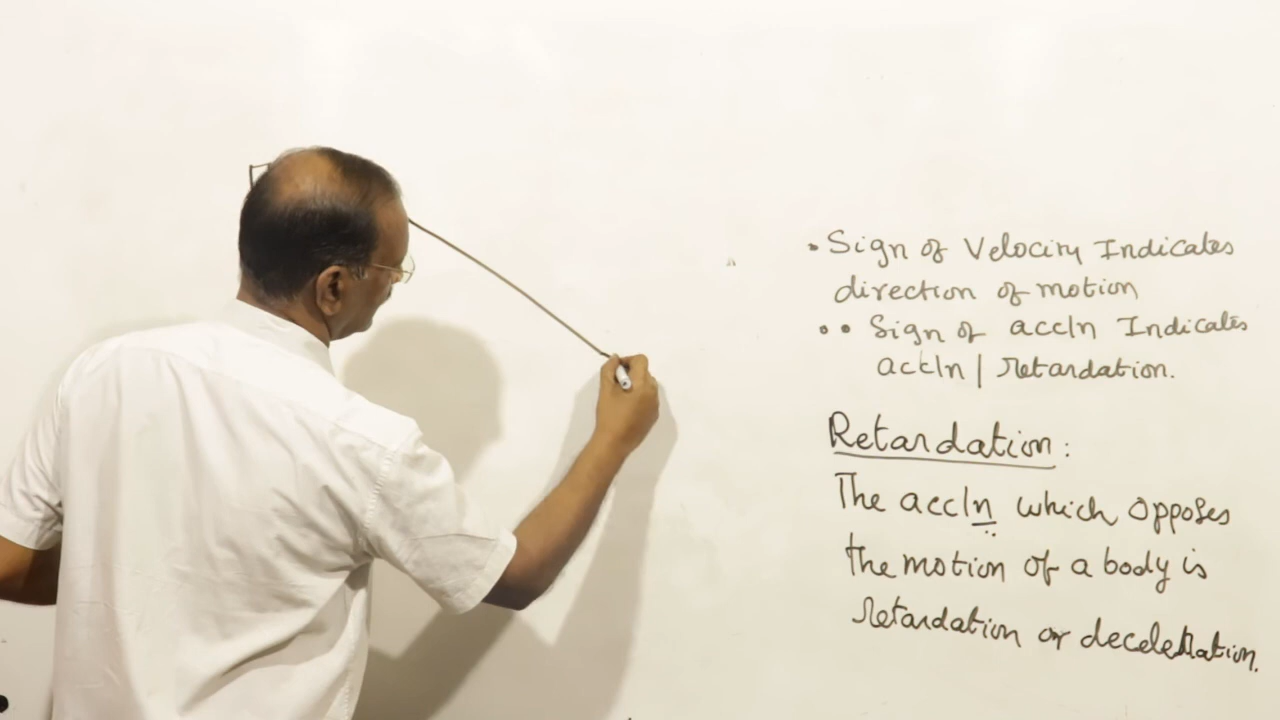 • Sign of Velocity Indicates
direction of motion
•• Sign of accln Indicates
accln | retardation.
Retardation:
The accln which opposes
the motion of a body is
retardation or deceleration.